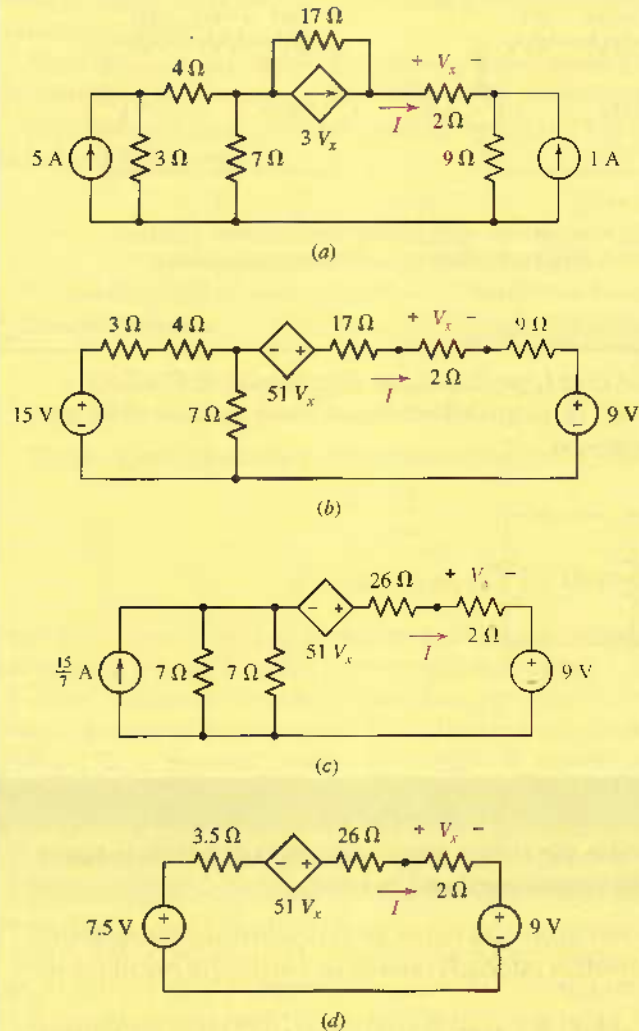 17 Ω
4 Ω
+ Vx −
I
2 Ω
3 Vx
5 A
3 Ω
7 Ω
9 Ω
1 A
(a)
3 Ω
4 Ω
17 Ω
+ Vx −
9 Ω
− +
51 Vx
I
2 Ω
15 V
+
−
7 Ω
+
−
9 V
(b)
26 Ω
+ Vx −
− +
51 Vx
I
2 Ω
15/7 A
7 Ω
7 Ω
+
−
9 V
(c)
3.5 Ω
26 Ω
+ Vx −
− +
51 Vx
I
2 Ω
7.5 V
+
−
+
−
9 V
(d)